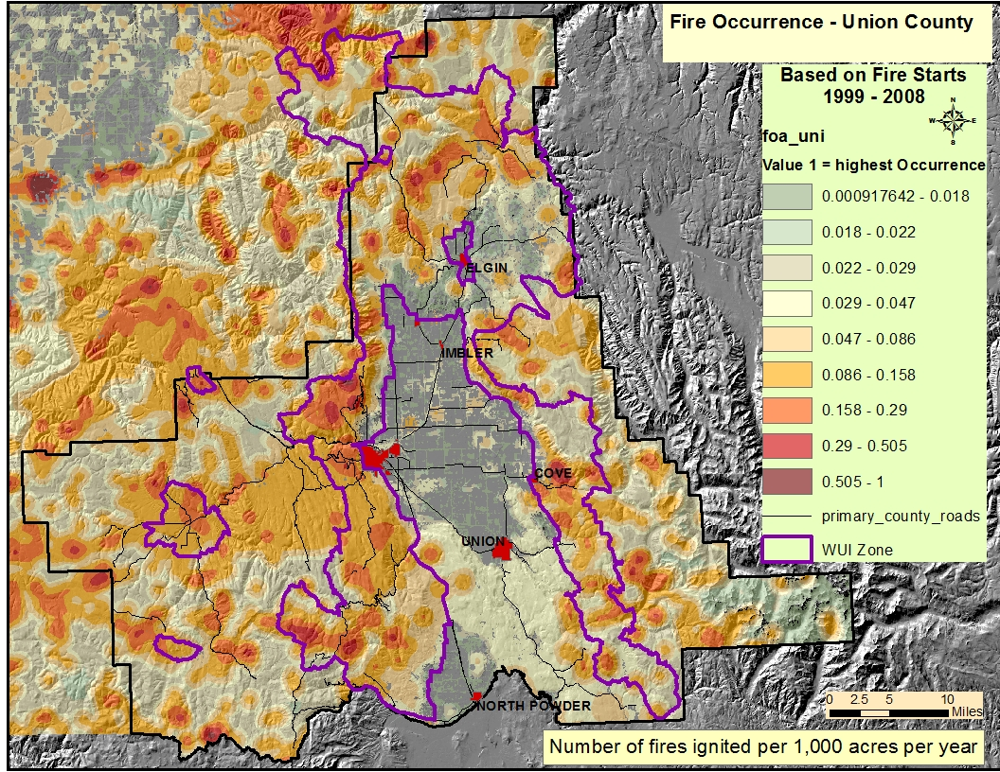 Fire Occurrence - Union County
Based on Fire Starts
1999 - 2008
N
W E
S
foa_uni
Value 1 = highest Occurrence
0.000917642 - 0.018
0.018 - 0.022
0.022 - 0.029
0.029 - 0.047
0.047 - 0.086
0.086 - 0.158
0.158 - 0.29
0.29 - 0.505
0.505 - 1
primary_county_roads
WUI Zone
ELGIN
IMBLER
COVE
UNION
NORTH POWDER
0 2.5 5 10
Miles
Number of fires ignited per 1,000 acres per year